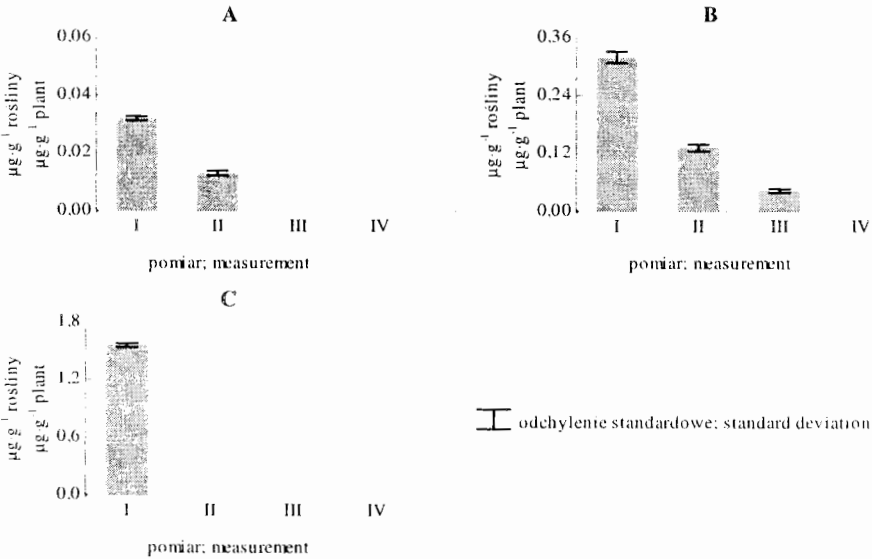 A
0.06
0.04
0.02
0.00
µg·g⁻¹ rośliny
µg·g⁻¹ plant
I II III IV
pomiar; measurement
B
0.36
0.24
0.12
0,00
µg·g⁻¹ rośliny
µg·g⁻¹ plant
I II III IV
pomiar; measurement
C
1.8
1.2
0.6
0.0
µg·g⁻¹ rośliny
µg·g⁻¹ plant
I II III IV
pomiar; measurement
odchylenie standardowe; standard deviation